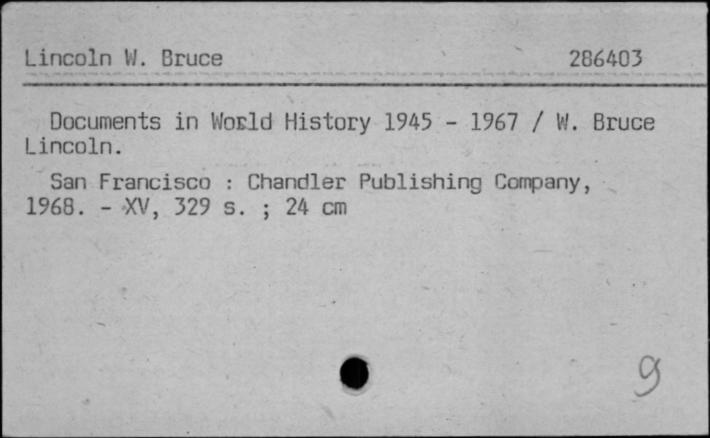 Lincoln W. Bruce 286403
Documents in World History 1945 - 1967 / W. Bruce
Lincoln.
San Francisco : Chandler Publishing Company,
1968. - XV, 329 s. ; 24 cm
9